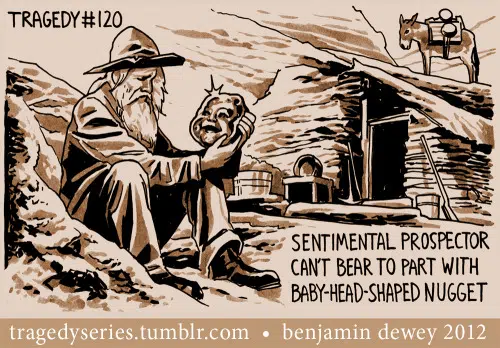 TRAGEDY #120
SENTIMENTAL PROSPECTOR
CAN'T BEAR TO PART WITH
BABY-HEAD-SHAPED NUGGET
tragedyseries.tumblr.com • benjamin dewey 2012